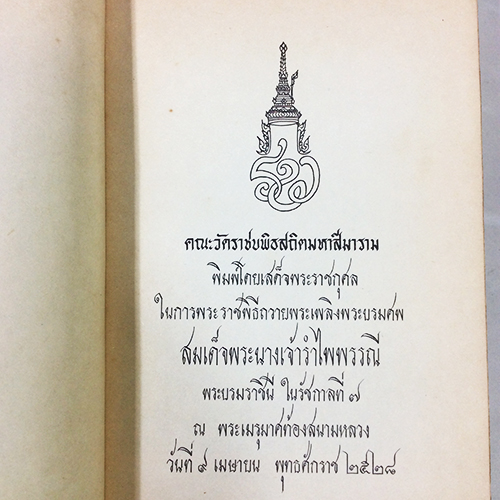 คณะวัดราชบพิธสถิตมหาสีมาราม
พิมพ์โดยเสด็จพระราชกุศล
ในการพระราชพิธีถวายพระเพลิงพระบรมศพ
สมเด็จพระนางเจ้ารำไพพรรณี
พระบรมราชินี ในรัชกาลที่ ๗
ณ พระเมรุมาศท้องสนามหลวง
วันที่ ๙ เมษายน พุทธศักราช ๒๕๒๘